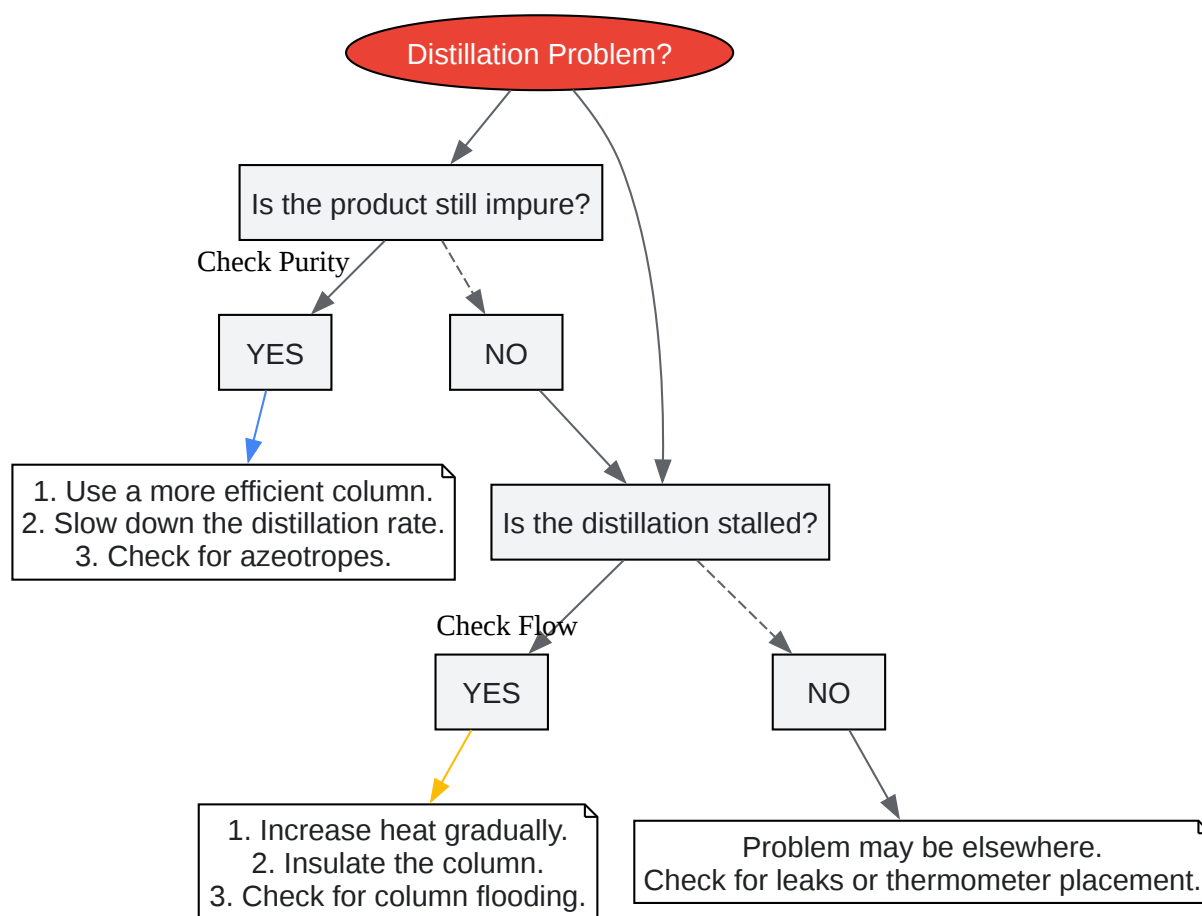 Distillation Problem?
Is the product still impure?
Check Purity
YES
NO
1. Use a more efficient column.
2. Slow down the distillation rate.
3. Check for azeotropes.
Is the distillation stalled?
Check Flow
YES
NO
1. Increase heat gradually.
2. Insulate the column.
3. Check for column flooding.
Problem may be elsewhere.
Check for leaks or thermometer placement.